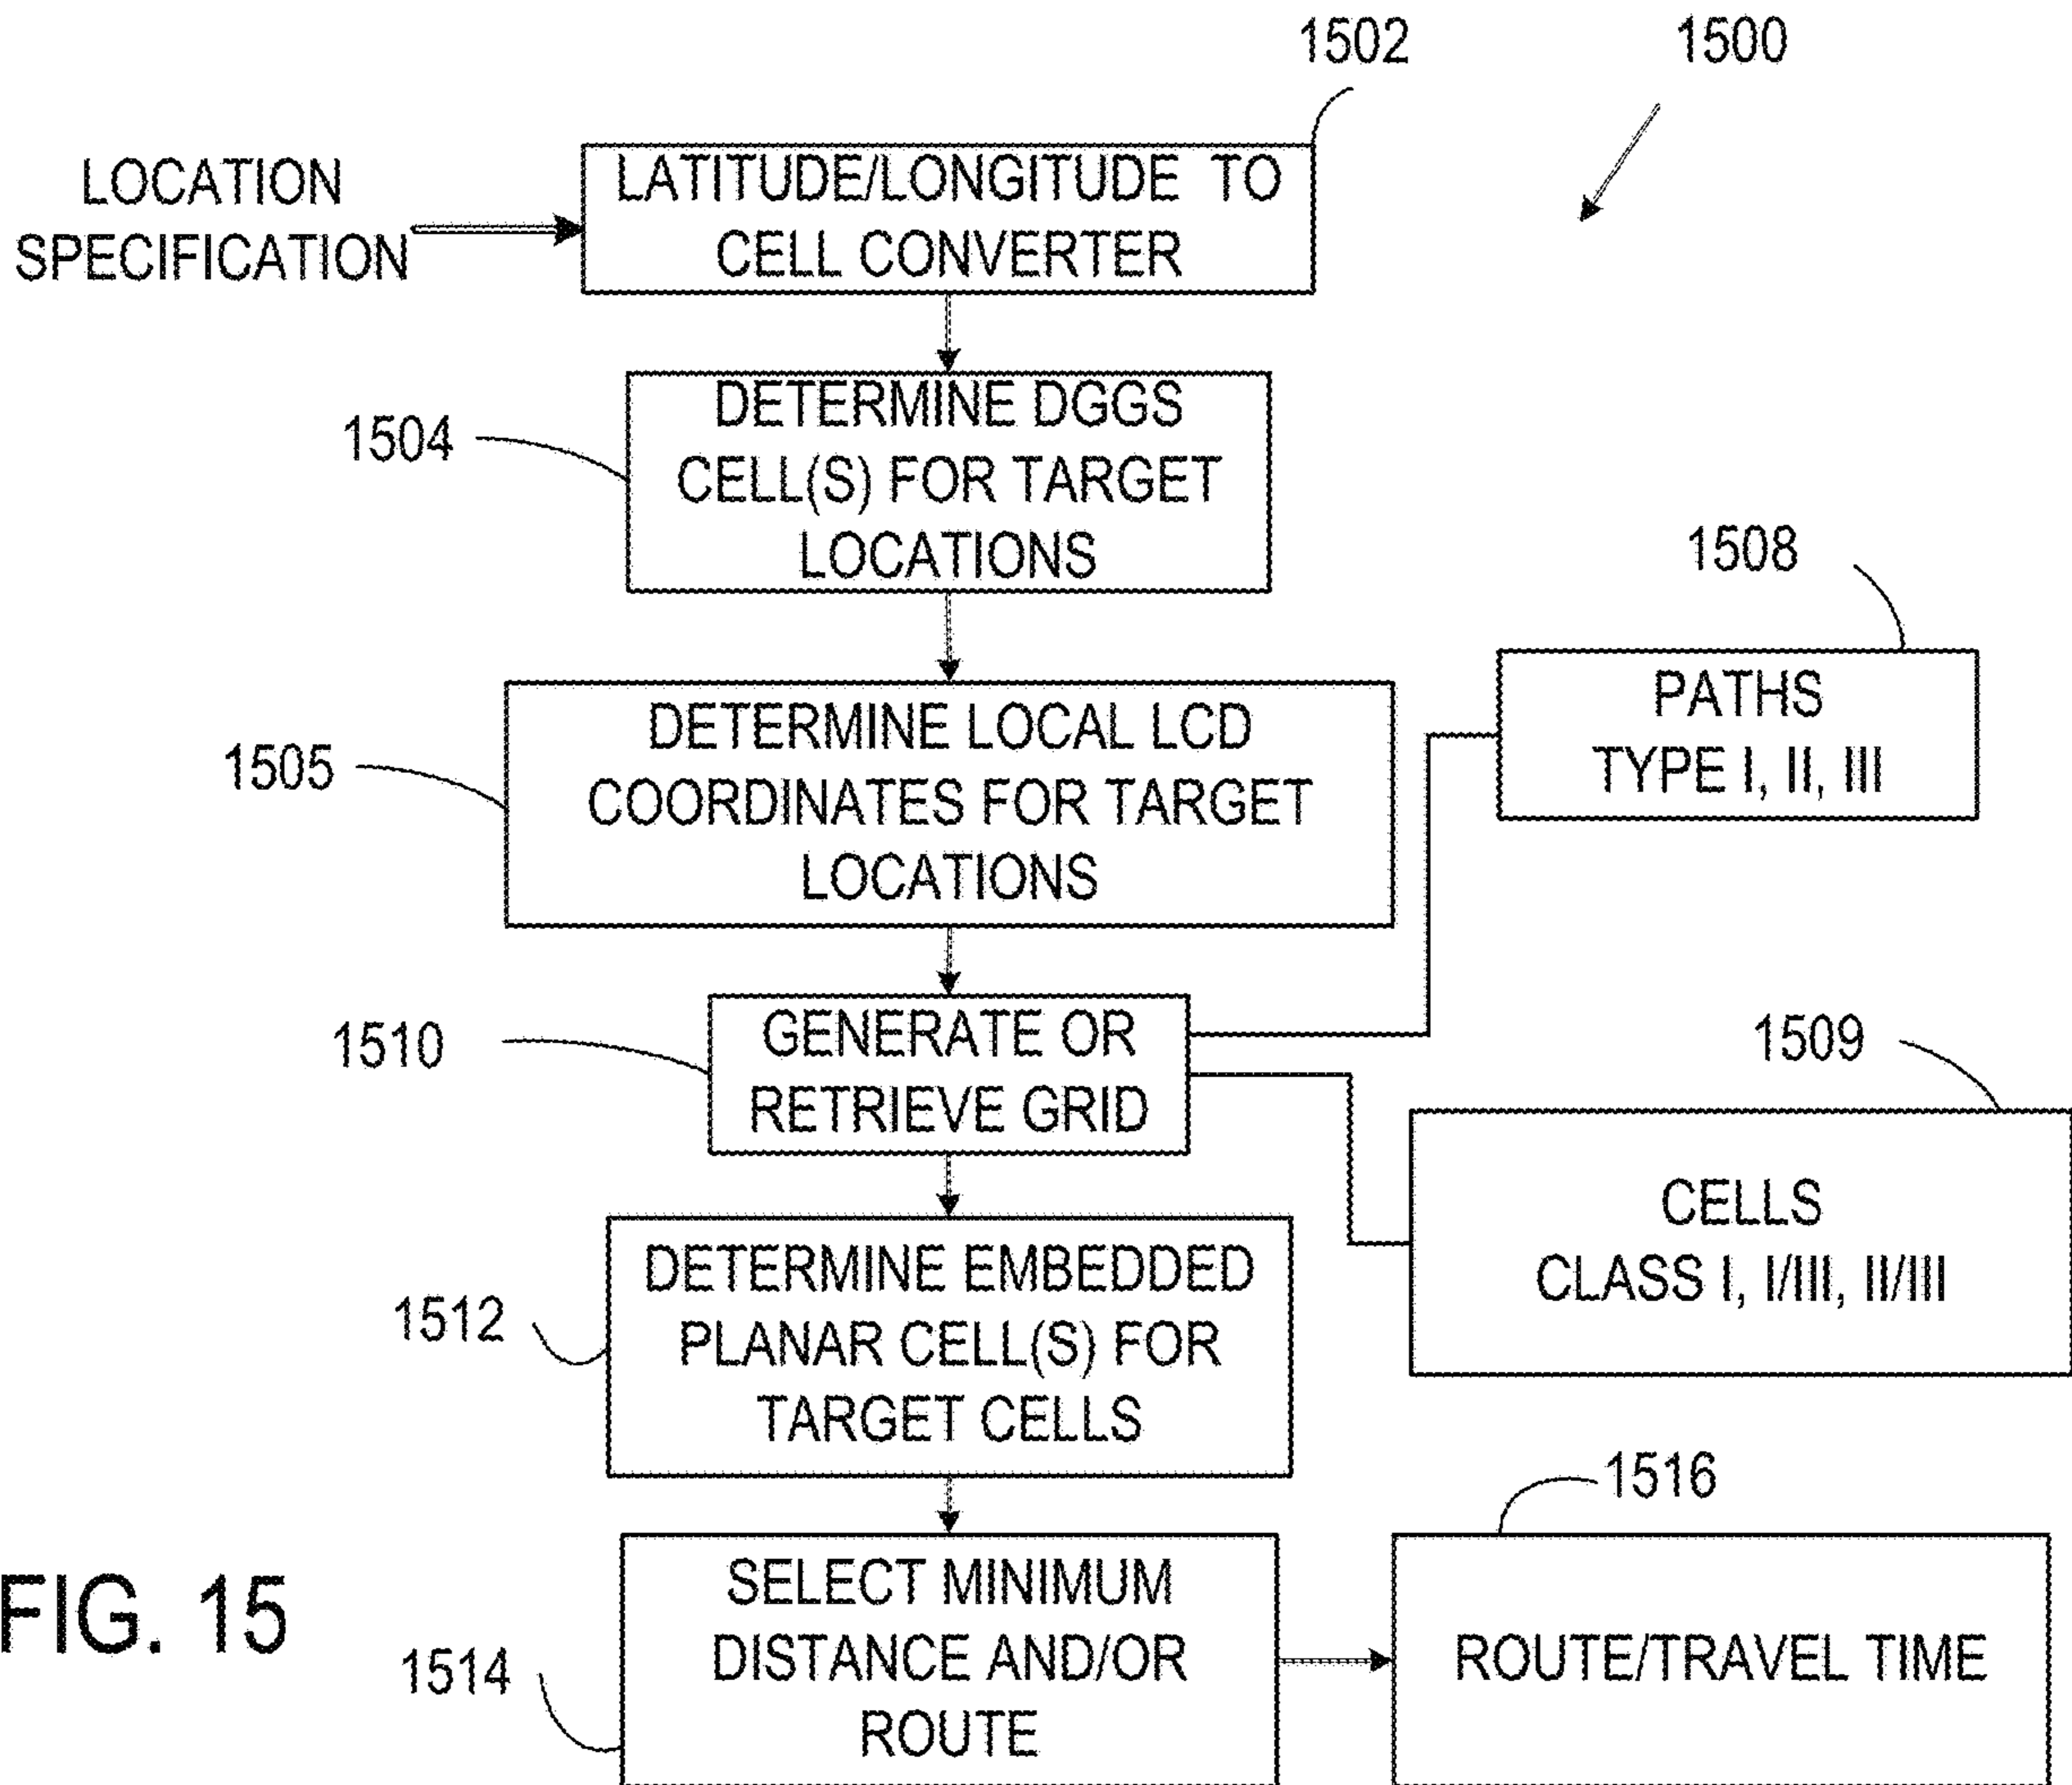 1502
1500
LOCATION
SPECIFICATION
LATITUDE/LONGITUDE TO
CELL CONVERTER
1504
DETERMINE DGGS
CELL(S) FOR TARGET
LOCATIONS
1508
PATHS
TYPE I, II, III
1505
DETERMINE LOCAL LCD
COORDINATES FOR TARGET
LOCATIONS
1510
GENERATE OR
RETRIEVE GRID
1509
CELLS
CLASS I, I/III, II/III
1512
DETERMINE EMBEDDED
PLANAR CELL(S) FOR
TARGET CELLS
1516
1514
SELECT MINIMUM
DISTANCE AND/OR
ROUTE
ROUTE/TRAVEL TIME
FIG. 15